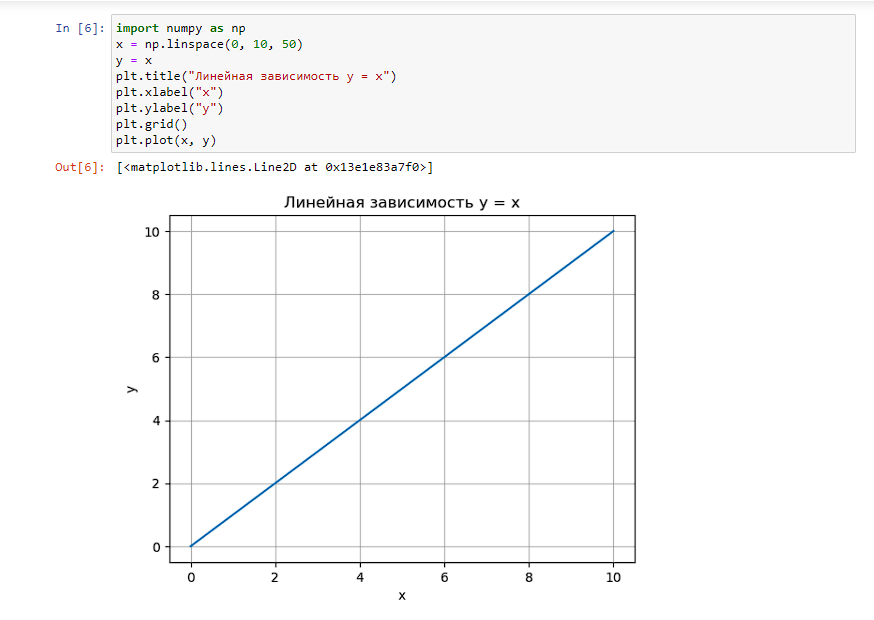 In [6]: import numpy as np
x = np.linspace(0, 10, 50)
y = x
plt.title("Линейная зависимость y = x")
plt.xlabel("x")
plt.ylabel("y")
plt.grid()
plt.plot(x, y)
Out[6]: [<matplotlib.lines.Line2D at 0x13e1e83a7f0>]
Линейная зависимость y = x
10
8
6
y
4
2
0
0 2 4 6 8 10
x